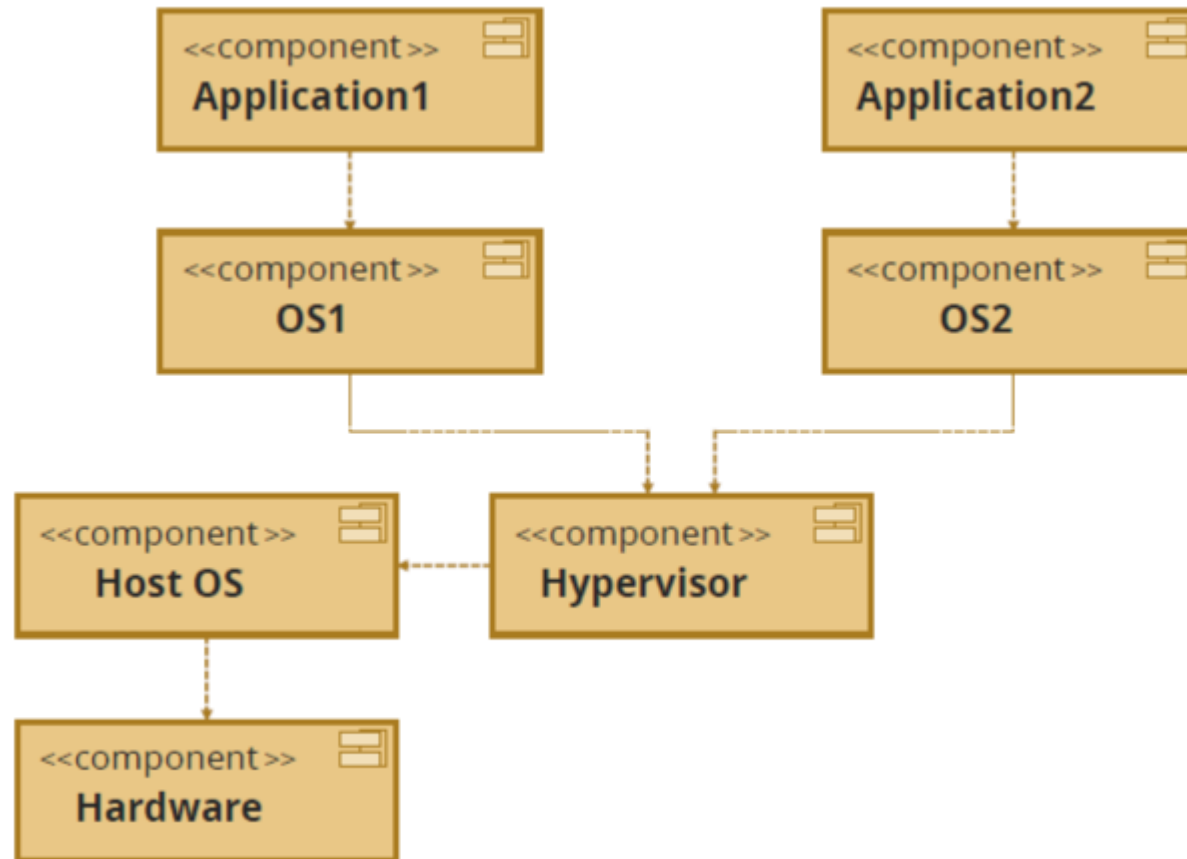 <<component>> <<component>>
Application1 Application2
<<component>> <<component>>
OS1 OS2
<<component>> <<component>>
Host OS Hypervisor
<<component>>
Hardware